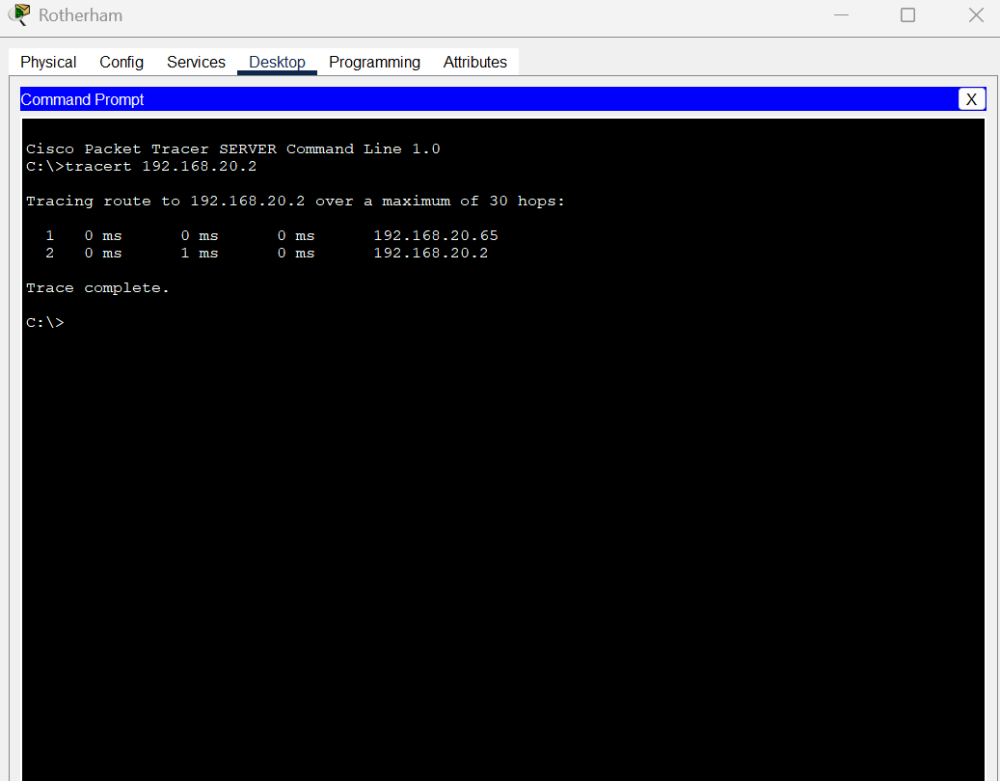 Rotherham
Physical Config Services Desktop Programming Attributes
Command Prompt X
Cisco Packet Tracer SERVER Command Line 1.0
C:\>tracert 192.168.20.2
Tracing route to 192.168.20.2 over a maximum of 30 hops:
1 0 ms 0 ms 0 ms 192.168.20.65
2 0 ms 1 ms 0 ms 192.168.20.2
Trace complete.
C:\>